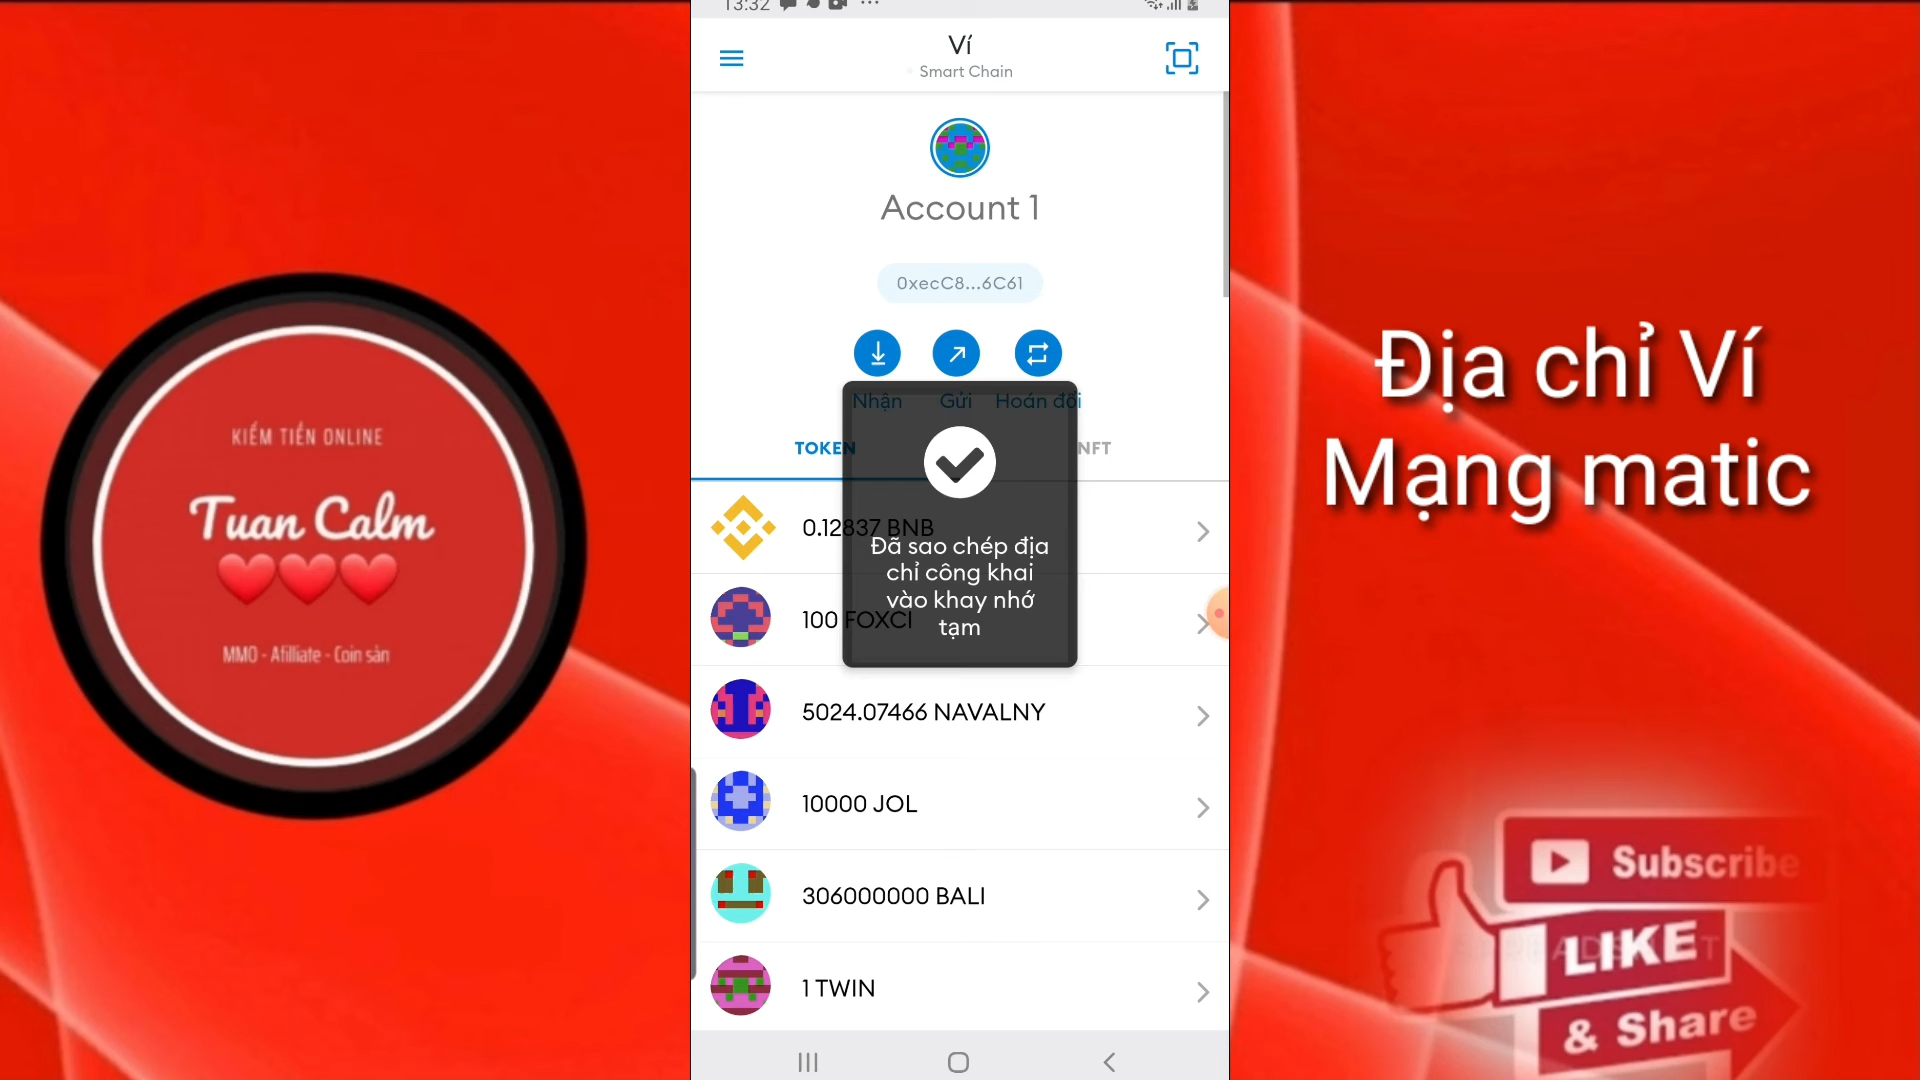 KIẾM TIỀN ONLINE
Tuan Calm
MMO - Afilliate - Coin sàn
13:32
Ví
Smart Chain
Account 1
0xecC8...6C61
Nhận
Gửi
Hoán đổi
TOKEN
NFT
0.12837 BNB
100 FOXCI
Đã sao chép địa
chỉ công khai
vào khay nhớ
tạm
5024.07466 NAVALNY
10000 JOL
306000000 BALI
1 TWIN
Địa chỉ Ví
Mạng matic
Subscribe
LIKE
& Share